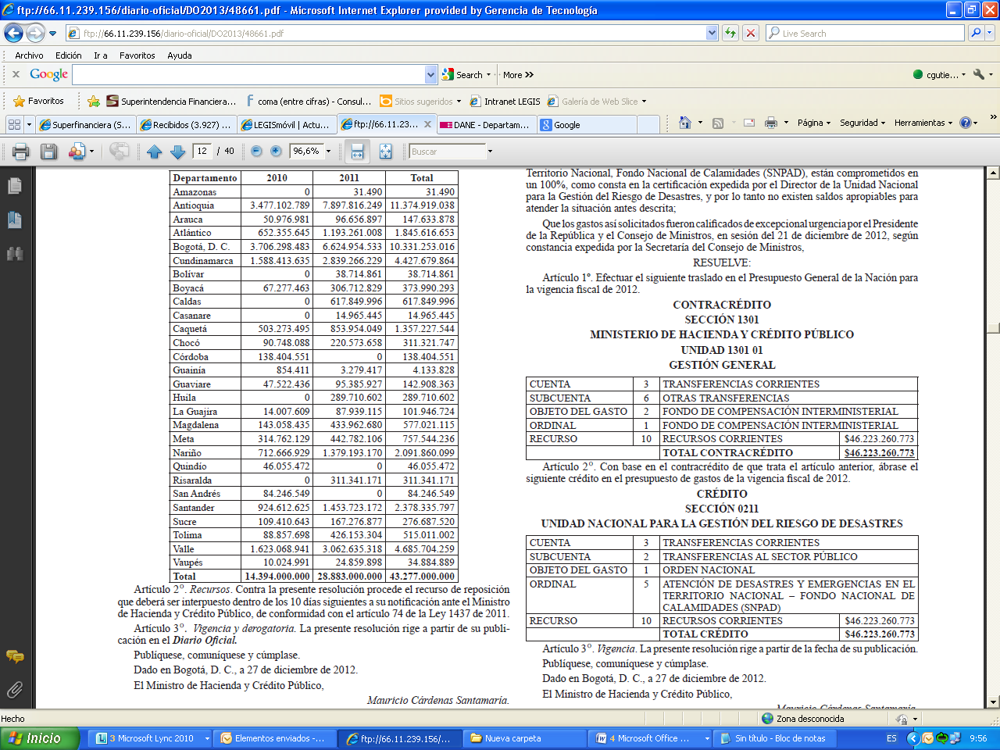 ftp://66.11.239.156/diario-oficial/DO2013/48661.pdf - Microsoft Internet Explorer provided by Gerencia de Tecnología
ftp://66.11.239.156/diario-oficial/DO2013/48661.pdf Live Search
Archivo Edición Ir a Favoritos Ayuda
x Google Search More >> cgutie...
Favoritos Superintendencia Financiera... coma (entre cifras) - Consul... Sitios sugeridos Intranet LEGIS Galería de Web Slice
Superfinanciera (S... Recibidos (3.927) ... LEGISmóvil | Actu... ftp://66.11.23... x DANE - Departam... Google Página Seguridad Herramientas >>
12 / 40 96,6% Buscar
Departamento 2010 2011 Total
Amazonas 0 31.490 31.490
Antioquia 3.477.102.789 7.897.816.249 11.374.919.038
Arauca 50.976.981 96.656.897 147.633.878
Atlántico 652.355.645 1.193.261.008 1.845.616.653
Bogotá, D. C. 3.706.298.483 6.624.954.533 10.331.253.016
Cundinamarca 1.588.413.635 2.839.266.229 4.427.679.864
Bolívar 0 38.714.861 38.714.861
Boyacá 67.277.463 306.712.829 373.990.293
Caldas 0 617.849.996 617.849.996
Casanare 0 14.965.445 14.965.445
Caquetá 503.273.495 853.954.049 1.357.227.544
Chocó 90.748.088 220.573.658 311.321.747
Córdoba 138.404.551 0 138.404.551
Guainía 854.411 3.279.417 4.133.828
Guaviare 47.522.436 95.385.927 142.908.363
Huila 0 289.710.602 289.710.602
La Guajira 14.007.609 87.939.115 101.946.724
Magdalena 143.058.435 433.962.680 577.021.115
Meta 314.762.129 442.782.106 757.544.236
Nariño 712.666.929 1.379.193.170 2.091.860.099
Quindío 46.055.472 0 46.055.472
Risaralda 0 311.341.171 311.341.171
San Andrés 84.246.549 0 84.246.549
Santander 924.612.625 1.453.723.172 2.378.335.797
Sucre 109.410.643 167.276.877 276.687.520
Tolima 88.857.698 426.153.304 515.011.002
Valle 1.623.068.941 3.062.635.318 4.685.704.259
Vaupés 10.024.991 24.859.898 34.884.889
Total 14.394.000.000 28.883.000.000 43.277.000.000
Artículo 2º. Recursos. Contra la presente resolución procede el recurso de reposición
que deberá ser interpuesto dentro de los 10 días siguientes a su notificación ante el Ministro
de Hacienda y Crédito Público, de conformidad con el artículo 74 de la Ley 1437 de 2011.
Artículo 3º. Vigencia y derogatoria. La presente resolución rige a partir de su publi-
cación en el Diario Oficial.
Publíquese, comuníquese y cúmplase.
Dado en Bogotá, D. C., a 27 de diciembre de 2012.
El Ministro de Hacienda y Crédito Público,
Mauricio Cárdenas Santamaría.
Territorio Nacional, Fondo Nacional de Calamidades (SNPAD), están comprometidos en
un 100%, como consta en la certificación expedida por el Director de la Unidad Nacional
para la Gestión del Riesgo de Desastres, y por lo tanto no existen saldos apropiables para
atender la situación antes descrita;
Que los gastos así solicitados fueron calificados de excepcional urgencia por el Presidente
de la República y el Consejo de Ministros, en sesión del 21 de diciembre de 2012, según
constancia expedida por la Secretaría del Consejo de Ministros,
RESUELVE:
Artículo 1º. Efectuar el siguiente traslado en el Presupuesto General de la Nación para
la vigencia fiscal de 2012.
CONTRACRÉDITO
SECCIÓN 1301
MINISTERIO DE HACIENDA Y CRÉDITO PÚBLICO
UNIDAD 1301 01
GESTIÓN GENERAL
CUENTA 3 TRANSFERENCIAS CORRIENTES
SUBCUENTA 6 OTRAS TRANSFERENCIAS
OBJETO DEL GASTO 2 FONDO DE COMPENSACIÓN INTERMINISTERIAL
ORDINAL 1 FONDO DE COMPENSACIÓN INTERMINISTERIAL
RECURSO 10 RECURSOS CORRIENTES $46.223.260.773
TOTAL CONTRACRÉDITO $46.223.260.773
Artículo 2º. Con base en el contracrédito de que trata el artículo anterior, ábrase el
siguiente crédito en el presupuesto de gastos de la vigencia fiscal de 2012.
CRÉDITO
SECCIÓN 0211
UNIDAD NACIONAL PARA LA GESTIÓN DEL RIESGO DE DESASTRES
CUENTA 3 TRANSFERENCIAS CORRIENTES
SUBCUENTA 2 TRANSFERENCIAS AL SECTOR PÚBLICO
OBJETO DEL GASTO 1 ORDEN NACIONAL
ORDINAL 5 ATENCIÓN DE DESASTRES Y EMERGENCIAS EN EL
TERRITORIO NACIONAL – FONDO NACIONAL DE
CALAMIDADES (SNPAD)
RECURSO 10 RECURSOS CORRIENTES $46.223.260.773
TOTAL CRÉDITO $46.223.260.773
Artículo 3º. Vigencia. La presente resolución rige a partir de la fecha de su publicación.
Publíquese, comuníquese y cúmplase.
Dado en Bogotá, D. C., a 27 de diciembre de 2012.
El Ministro de Hacienda y Crédito Público,
Mauricio Cárdenas Santamaría.
Hecho Zona desconocida
Inicio 3 Microsoft Lync 2010 Elementos enviados -... ftp://66.11.239.156/... Nueva carpeta 4 Microsoft Office ... Sin título - Bloc de notas ES 9:56